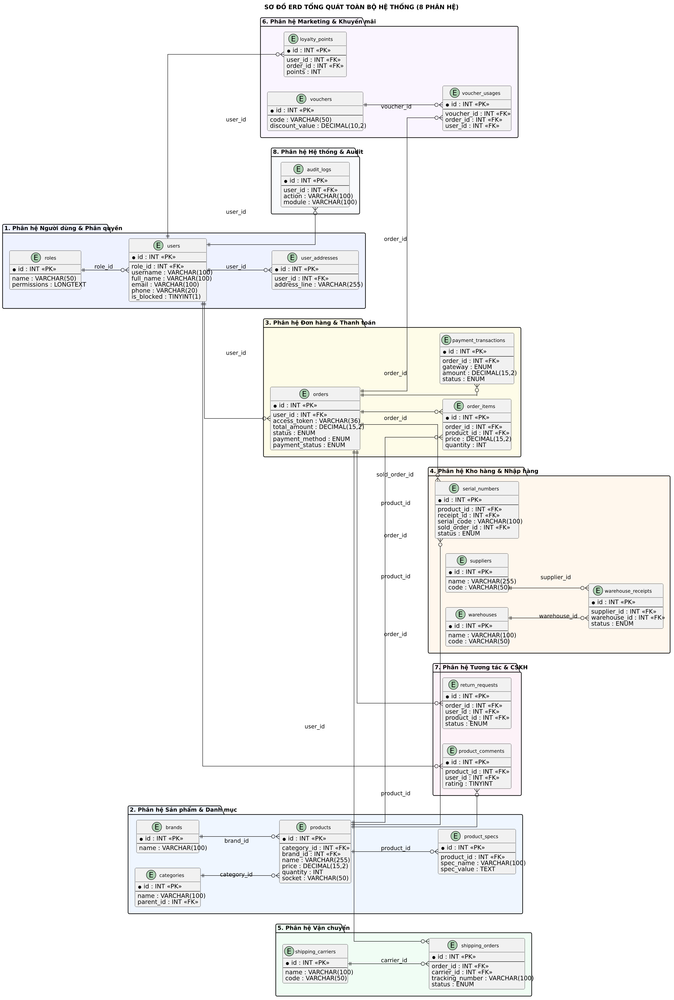 SƠ ĐỒ ERD TỔNG QUÁT TOÀN BỘ HỆ THỐNG (8 PHÂN HỆ)
6. Phân hệ Marketing & Khuyến mãi
E loyalty_points
id : INT «PK»
user_id : INT «FK»
order_id : INT «FK»
points : INT
E vouchers
id : INT «PK»
code : VARCHAR(50)
discount_value : DECIMAL(10,2)
voucher_id
E voucher_usages
id : INT «PK»
voucher_id : INT «FK»
order_id : INT «FK»
user_id : INT «FK»
user_id
8. Phân hệ Hệ thống & Audit
E audit_logs
id : INT «PK»
user_id : INT «FK»
action : VARCHAR(100)
module : VARCHAR(100)
user_id
order_id
1. Phân hệ Người dùng & Phân quyền
E roles
id : INT «PK»
name : VARCHAR(50)
permissions : LONGTEXT
role_id
E users
id : INT «PK»
role_id : INT «FK»
username : VARCHAR(100)
full_name : VARCHAR(100)
email : VARCHAR(100)
phone : VARCHAR(20)
is_blocked : TINYINT(1)
user_id
E user_addresses
id : INT «PK»
user_id : INT «FK»
address_line : VARCHAR(255)
user_id
3. Phân hệ Đơn hàng & Thanh toán
E payment_transactions
id : INT «PK»
order_id : INT «FK»
gateway : ENUM
amount : DECIMAL(15,2)
status : ENUM
order_id
E orders
id : INT «PK»
user_id : INT «FK»
access_token : VARCHAR(36)
total_amount : DECIMAL(15,2)
status : ENUM
payment_method : ENUM
payment_status : ENUM
order_id
E order_items
id : INT «PK»
order_id : INT «FK»
product_id : INT «FK»
price : DECIMAL(15,2)
quantity : INT
sold_order_id
product_id
order_id
product_id
order_id
4. Phân hệ Kho hàng & Nhập hàng
E serial_numbers
id : INT «PK»
product_id : INT «FK»
receipt_id : INT «FK»
serial_code : VARCHAR(100)
sold_order_id : INT «FK»
status : ENUM
E suppliers
id : INT «PK»
name : VARCHAR(255)
code : VARCHAR(50)
supplier_id
E warehouses
id : INT «PK»
name : VARCHAR(100)
code : VARCHAR(50)
warehouse_id
E warehouse_receipts
id : INT «PK»
supplier_id : INT «FK»
warehouse_id : INT «FK»
status : ENUM
7. Phân hệ Tương tác & CSKH
E return_requests
id : INT «PK»
order_id : INT «FK»
user_id : INT «FK»
product_id : INT «FK»
status : ENUM
user_id
E product_comments
id : INT «PK»
product_id : INT «FK»
user_id : INT «FK»
rating : TINYINT
product_id
2. Phân hệ Sản phẩm & Danh mục
E brands
id : INT «PK»
name : VARCHAR(100)
brand_id
E categories
id : INT «PK»
name : VARCHAR(100)
parent_id : INT «FK»
category_id
E products
id : INT «PK»
category_id : INT «FK»
brand_id : INT «FK»
name : VARCHAR(255)
price : DECIMAL(15,2)
quantity : INT
socket : VARCHAR(50)
product_id
E product_specs
id : INT «PK»
product_id : INT «FK»
spec_name : VARCHAR(100)
spec_value : TEXT
5. Phân hệ Vận chuyển
E shipping_carriers
id : INT «PK»
name : VARCHAR(100)
code : VARCHAR(50)
carrier_id
E shipping_orders
id : INT «PK»
order_id : INT «FK»
carrier_id : INT «FK»
tracking_number : VARCHAR(100)
status : ENUM